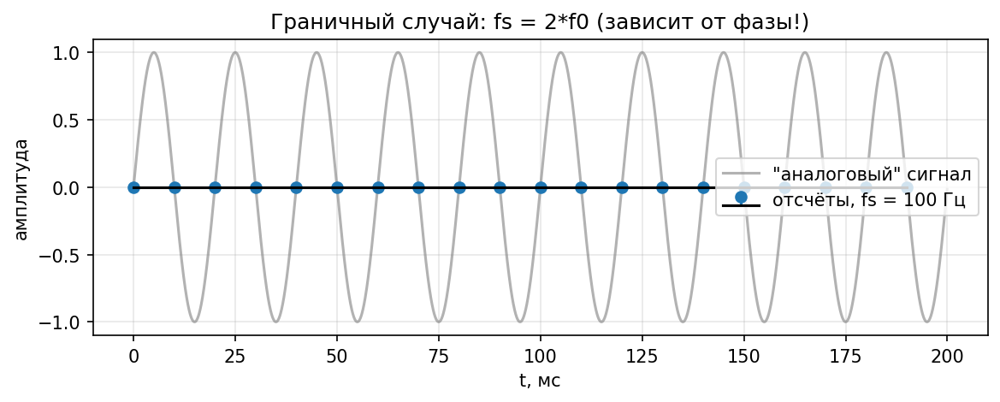 Граничный случай: fs = 2*f0 (зависит от фазы!)
амплитуда
1.0
0.5
0.0
−0.5
−1.0
"аналоговый" сигнал
отсчёты, fs = 100 Гц
0 25 50 75 100 125 150 175 200
t, мс